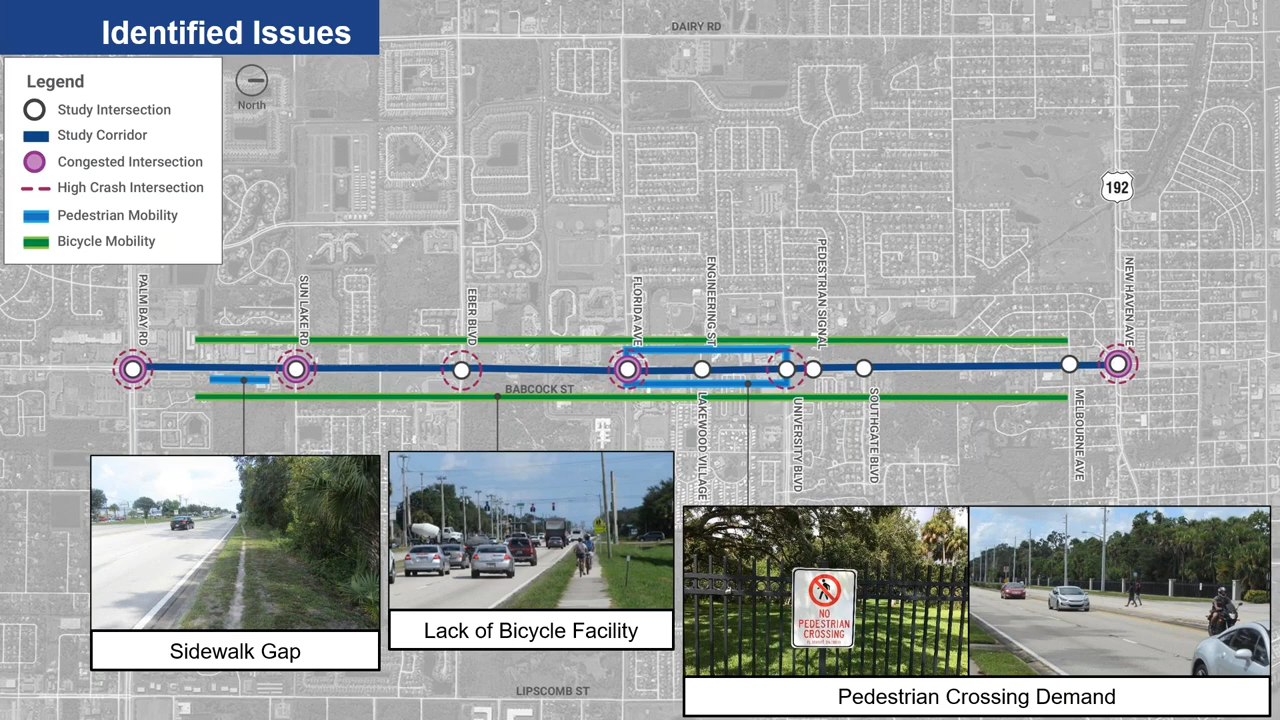 Identified Issues
DAIRY RD
Legend
North
Study Intersection
Study Corridor
Congested Intersection
High Crash Intersection
Pedestrian Mobility
Bicycle Mobility
192
PALM BAY RD
SUN LAKE RD
EBER BLVD
FLORIDA AVE
ENGINEERING ST
PEDESTRIAN SIGNAL
NEW HAVEN AVE
BABCOCK ST
LAKEWOOD VILLAGE
UNIVERSITY BLVD
SOUTHGATE BLVD
MELBOURNE AVE
NO
PEDESTRIAN
CROSSING
Sidewalk Gap
Lack of Bicycle Facility
Pedestrian Crossing Demand
LIPSCOMB ST